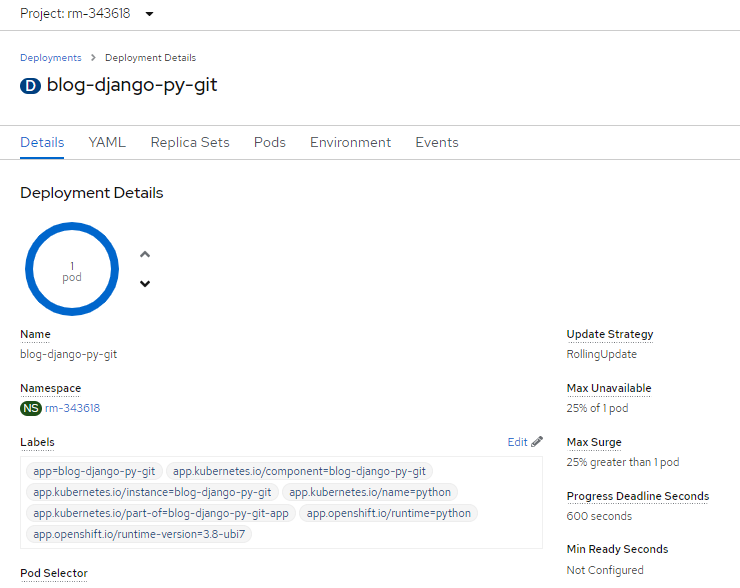 Project: rm-343618
Deployments > Deployment Details
D blog-django-py-git
Details YAML Replica Sets Pods Environment Events
Deployment Details
1
pod
Name
blog-django-py-git
Namespace
NS rm-343618
Labels
Edit
app=blog-django-py-git app.kubernetes.io/component=blog-django-py-git
app.kubernetes.io/instance=blog-django-py-git app.kubernetes.io/name=python
app.kubernetes.io/part-of=blog-django-py-git-app app.openshift.io/runtime=python
app.openshift.io/runtime-version=3.8-ubi7
Pod Selector
Update Strategy
RollingUpdate
Max Unavailable
25% of 1 pod
Max Surge
25% greater than 1 pod
Progress Deadline Seconds
600 seconds
Min Ready Seconds
Not Configured